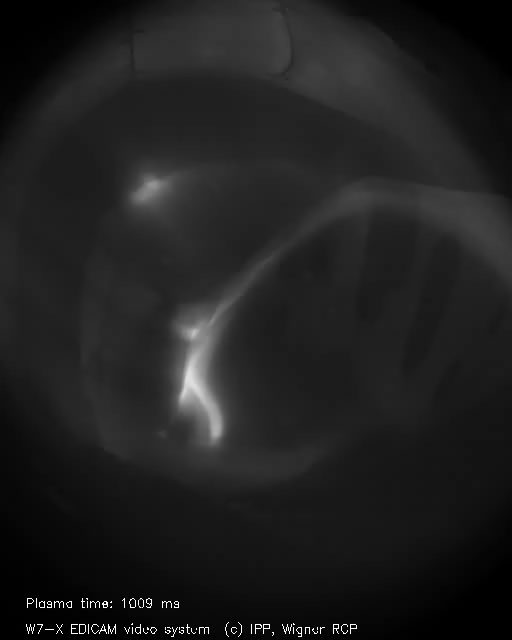 Plasma time: 1009 ms
W7-X EDICAM video system (c) IPP, Wigner RCP